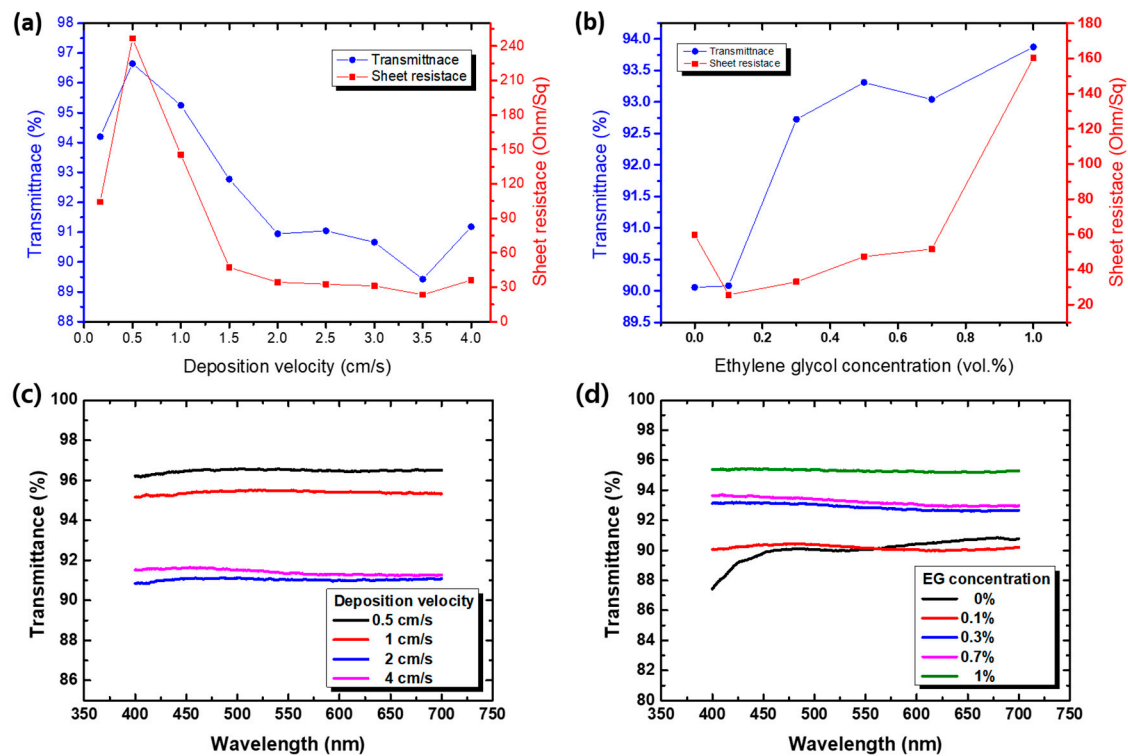 (a)
98
97
96
95
94
93
92
91
90
89
88
Transmittnace (%)
Transmittnace
Sheet resistace
240
210
180
150
120
90
60
30
0
Sheet resistace (Ohm/Sq)
0.0 0.5 1.0 1.5 2.0 2.5 3.0 3.5 4.0
Deposition velocity (cm/s)
(b)
94.0
93.5
93.0
92.5
92.0
91.5
91.0
90.5
90.0
89.5
Transmittnace (%)
Transmittnace
Sheet resistace
180
160
140
120
100
80
60
40
20
Sheet resistace (Ohm/Sq)
0.0 0.2 0.4 0.6 0.8 1.0
Ethylene glycol concentration (vol.%)
(c)
100
98
96
95
91
90
88
86
Transmittance (%)
Deposition velocity
0.5 cm/s
1 cm/s
2 cm/s
4 cm/s
350 400 450 500 550 600 650 700 750
Wavelength (nm)
(d)
100
98
96
94
92
90
88
86
84
82
80
Transmittance (%)
EG concentration
0%
0.1%
0.3%
0.7%
1%
350 400 450 500 550 600 650 700 750
Wavelength (nm)